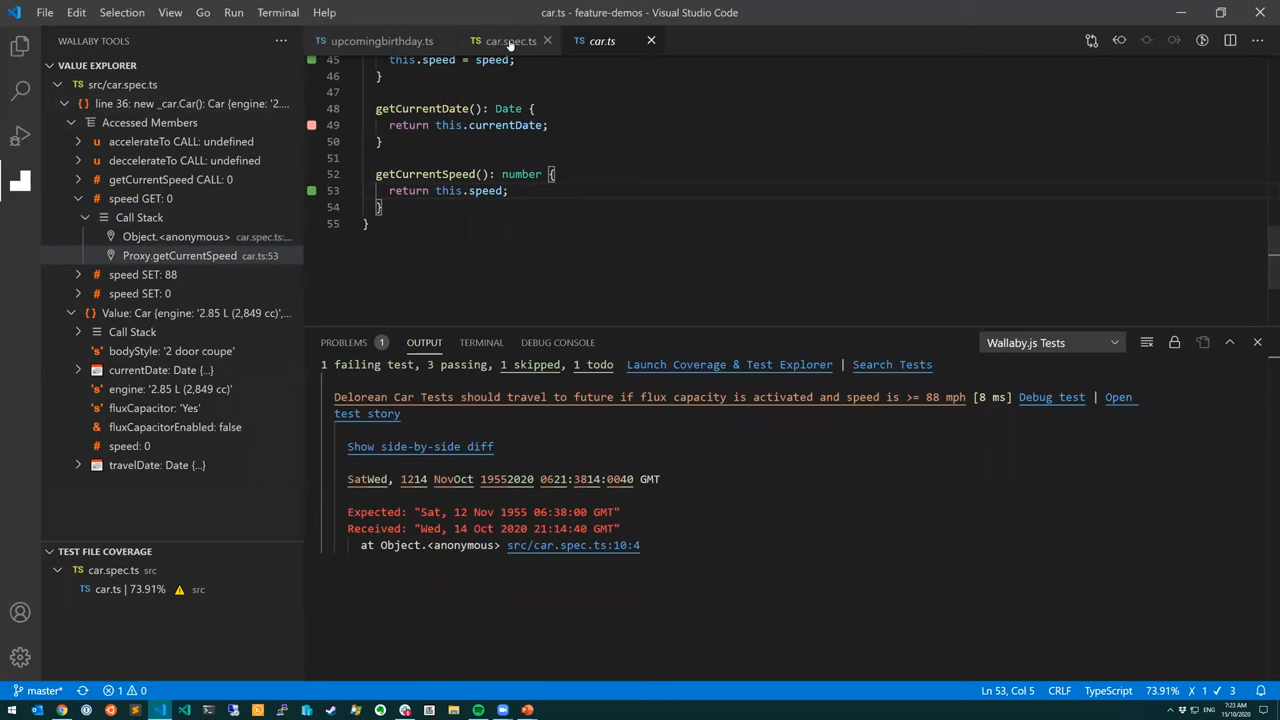 File Edit Selection View Go Run Terminal Help
car.ts - feature-demos - Visual Studio Code
WALLABY TOOLS
VALUE EXPLORER
src/car.spec.ts
line 36: new _car.Car(): Car {engine: '2....
Accessed Members
u accelerateTo CALL: undefined
u deccelerateTo CALL: undefined
# getCurrentSpeed CALL: 0
# speed GET: 0
Call Stack
Object.<anonymous> car.spec.ts:...
Proxy.getCurrentSpeed car.ts:53
# speed SET: 88
# speed SET: 0
Value: Car {engine: '2.85 L (2,849 cc)',...
Call Stack
's' bodyStyle: '2 door coupe'
currentDate: Date {...}
's' engine: '2.85 L (2,849 cc)'
's' fluxCapacitor: 'Yes'
fluxCapacitorEnabled: false
# speed: 0
travelDate: Date {...}
TEST FILE COVERAGE
car.spec.ts src
TS car.ts | 73.91% src
TS upcomingbirthday.ts
TS car.spec.ts
TS car.ts
45 this.speed = speed;
46 }
47
48 getCurrentDate(): Date {
49 return this.currentDate;
50 }
51
52 getCurrentSpeed(): number {
53 return this.speed;
54 }
55 }
PROBLEMS 1 OUTPUT TERMINAL DEBUG CONSOLE
Wallaby.js Tests
1 failing test, 3 passing, 1 skipped, 1 todo Launch Coverage & Test Explorer | Search Tests
Delorean Car Tests should travel to future if flux capacity is activated and speed is >= 88 mph [8 ms] Debug test | Open
test story
Show side-by-side diff
SatWed, 1214 NovOct 19552020 0621:3814:0040 GMT
Expected: "Sat, 12 Nov 1955 06:38:00 GMT"
Received: "Wed, 14 Oct 2020 21:14:40 GMT"
at Object.<anonymous> src/car.spec.ts:10:4
master* 1 0
Ln 53, Col 5 CRLF TypeScript 73.91% × 1 ✓ 3
ENG
7:23 AM
15/10/2020